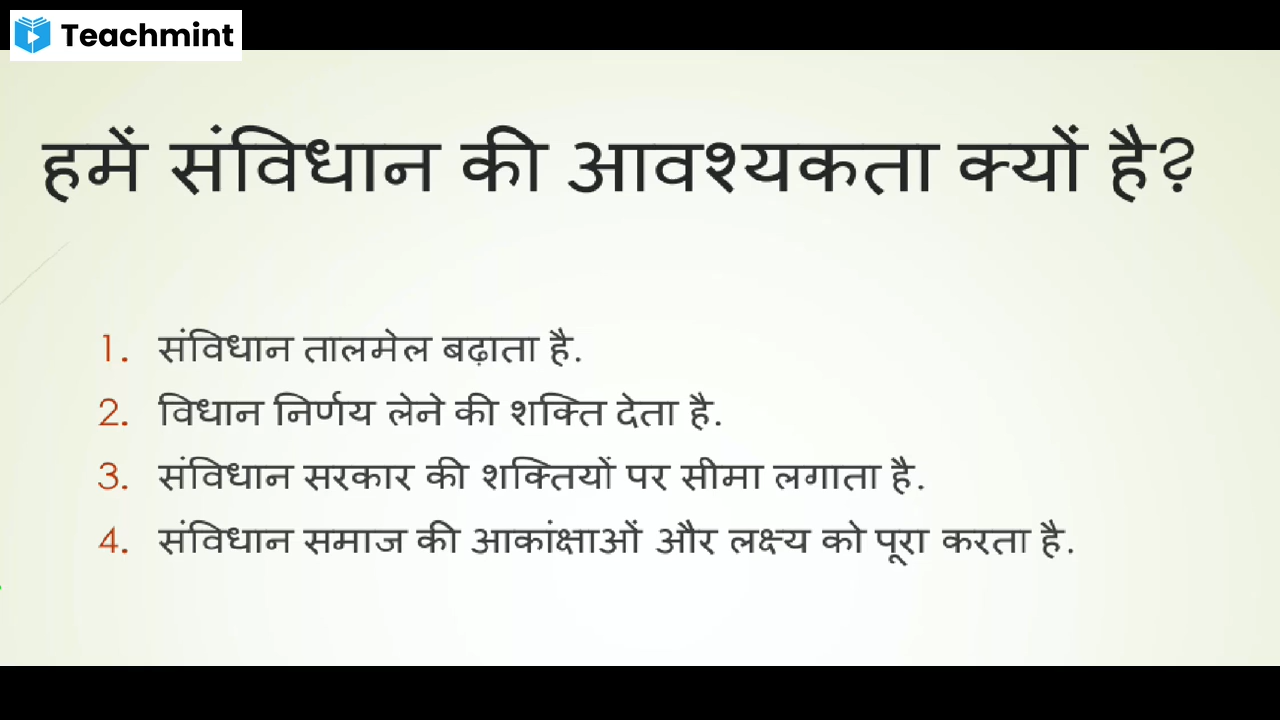 Teachmint
हमें संविधान की आवश्यकता क्यों है?
1. संविधान तालमेल बढ़ाता है.
2. विधान निर्णय लेने की शक्ति देता है.
3. संविधान सरकार की शक्तियों पर सीमा लगाता है.
4. संविधान समाज की आकांक्षाओं और लक्ष्य को पूरा करता है.